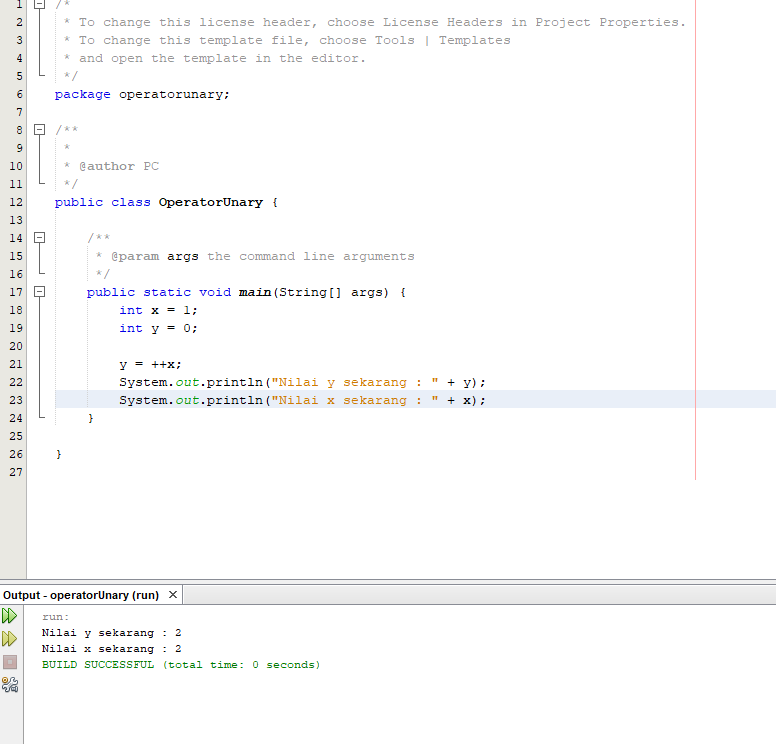 1 /*
2 * To change this license header, choose License Headers in Project Properties.
3 * To change this template file, choose Tools | Templates
4 * and open the template in the editor.
5 */
6 package operatorunary;
7
8 /**
9 *
10 * @author PC
11 */
12 public class OperatorUnary {
13
14 /**
15 * @param args the command line arguments
16 */
17 public static void main(String[] args) {
18 int x = 1;
19 int y = 0;
20
21 y = ++x;
22 System.out.println("Nilai y sekarang : " + y);
23 System.out.println("Nilai x sekarang : " + x);
24 }
25
26 }
27
Output - operatorUnary (run) ×
run:
Nilai y sekarang : 2
Nilai x sekarang : 2
BUILD SUCCESSFUL (total time: 0 seconds)